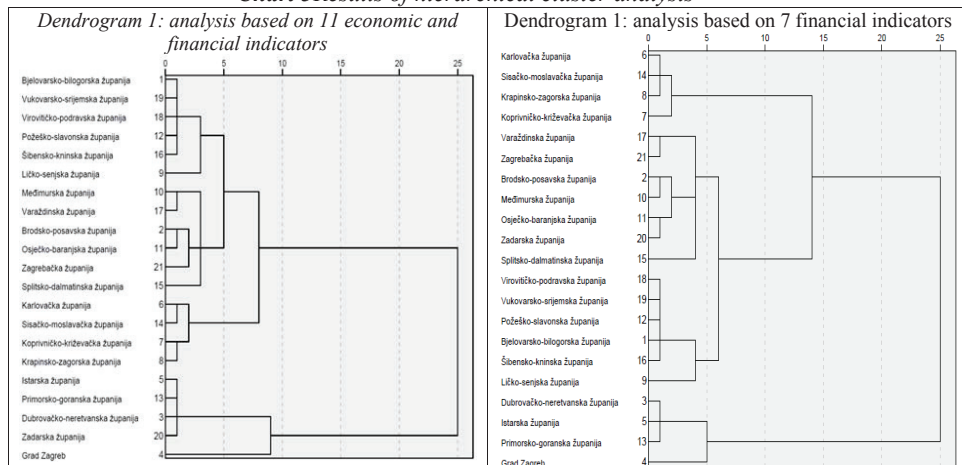 Chart 3Results of hierarchical cluster analysis
Dendrogram 1: analysis based on 11 economic and
financial indicators
0 5 10 15 20 25
Bjelovarsko-bilogorska županija 1
Vukovarsko-srijemska županija 19
Virovitičko-podravska županija 18
Požeško-slavonska županija 12
Šibensko-kninska županija 16
Ličko-senjska županija 9
Međimurska županija 10
Varaždinska županija 17
Brodsko-posavska županija 2
Osječko-baranjska županija 11
Zagrebačka županija 21
Splitsko-dalmatinska županija 15
Karlovačka županija 6
Sisačko-moslavačka županija 14
Koprivničko-križevačka županija 7
Krapinsko-zagorska županija 8
Istarska županija 5
Primorsko-goranska županija 13
Dubrovačko-neretvanska županija 3
Zadarska županija 20
Grad Zagreb 4
Dendrogram 1: analysis based on 7 financial indicators
0 5 10 15 20 25
Karlovačka županija 6
Sisačko-moslavačka županija 14
Krapinsko-zagorska županija 8
Koprivničko-križevačka županija 7
Varaždinska županija 17
Zagrebačka županija 21
Brodsko-posavska županija 2
Međimurska županija 10
Osječko-baranjska županija 11
Zadarska županija 20
Splitsko-dalmatinska županija 15
Virovitičko-podravska županija 18
Vukovarsko-srijemska županija 19
Požeško-slavonska županija 12
Bjelovarsko-bilogorska županija 1
Šibensko-kninska županija 16
Ličko-senjska županija 9
Dubrovačko-neretvanska županija 3
Istarska županija 5
Primorsko-goranska županija 13
Grad Zagreb 4